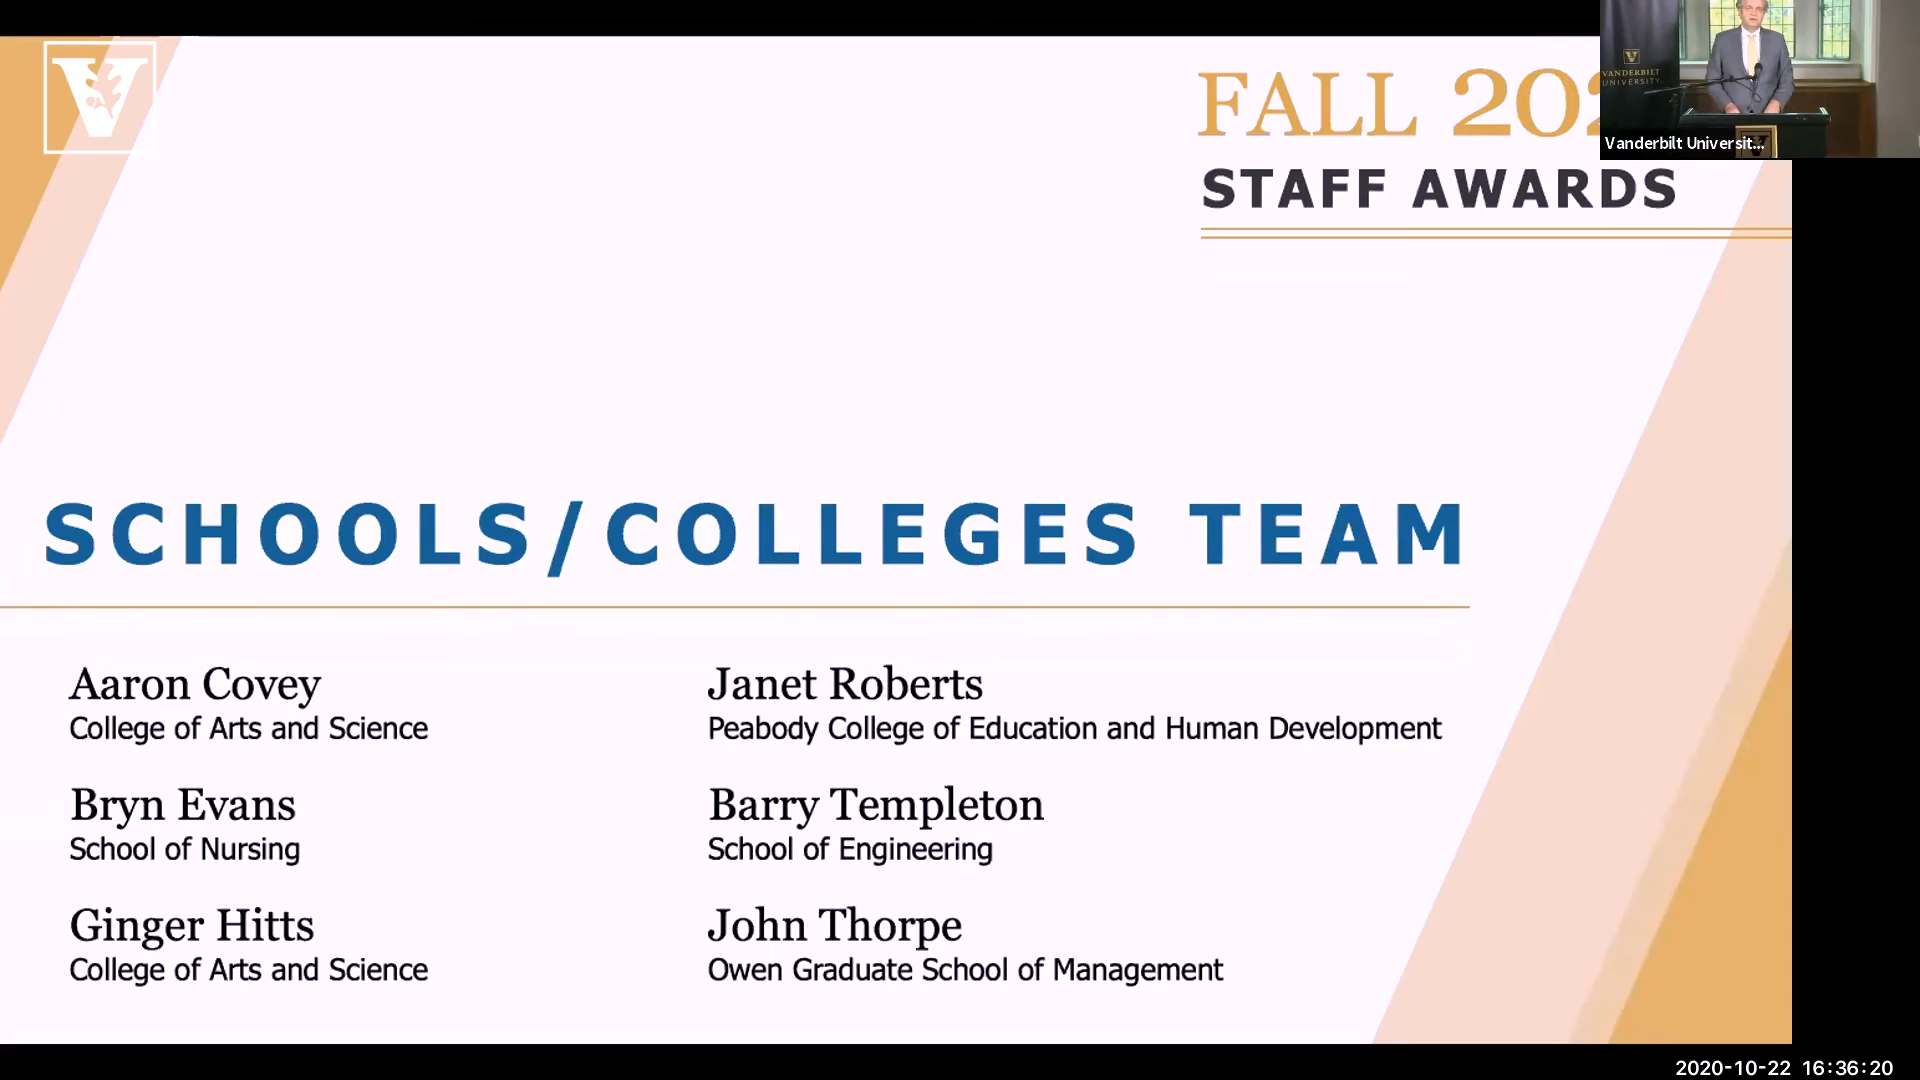 V
FALL 202
STAFF AWARDS
VANDERBILT
UNIVERSITY
Vanderbilt Universit...
SCHOOLS/COLLEGES TEAM
Aaron Covey
College of Arts and Science
Bryn Evans
School of Nursing
Ginger Hitts
College of Arts and Science
Janet Roberts
Peabody College of Education and Human Development
Barry Templeton
School of Engineering
John Thorpe
Owen Graduate School of Management
2020-10-22 16:36:20